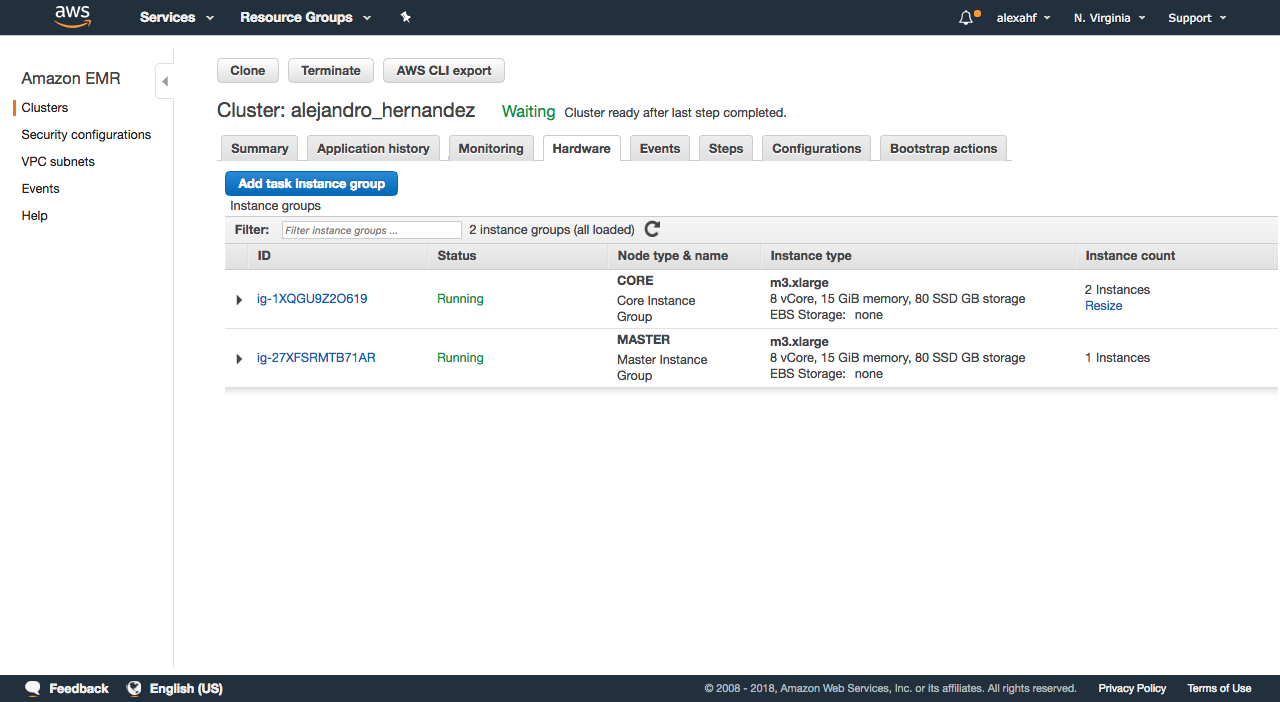 aws Services Resource Groups alexahf N. Virginia Support
Amazon EMR
Clusters
Security configurations
VPC subnets
Events
Help
Clone Terminate AWS CLI export
Cluster: alejandro_hernandez Waiting Cluster ready after last step completed.
Summary Application history Monitoring Hardware Events Steps Configurations Bootstrap actions
Add task instance group
Instance groups
Filter: Filter instance groups ... 2 instance groups (all loaded)
ID Status Node type & name Instance type Instance count
ig-1XQGU9Z2O619 Running
CORE
Core Instance
Group
m3.xlarge
8 vCore, 15 GiB memory, 80 SSD GB storage
EBS Storage: none
2 Instances
Resize
ig-27XFSRMTB71AR Running
MASTER
Master Instance
Group
m3.xlarge
8 vCore, 15 GiB memory, 80 SSD GB storage
EBS Storage: none
1 Instances
Feedback English (US) © 2008 - 2018, Amazon Web Services, Inc. or its affiliates. All rights reserved. Privacy Policy Terms of Use